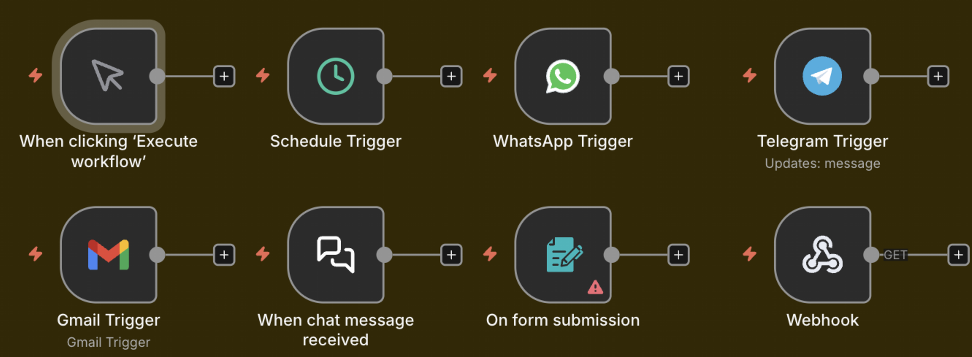 When clicking ‘Execute
workflow’
Schedule Trigger
WhatsApp Trigger
Telegram Trigger
Updates: message
Gmail Trigger
Gmail Trigger
When chat message
received
On form submission
GET
Webhook